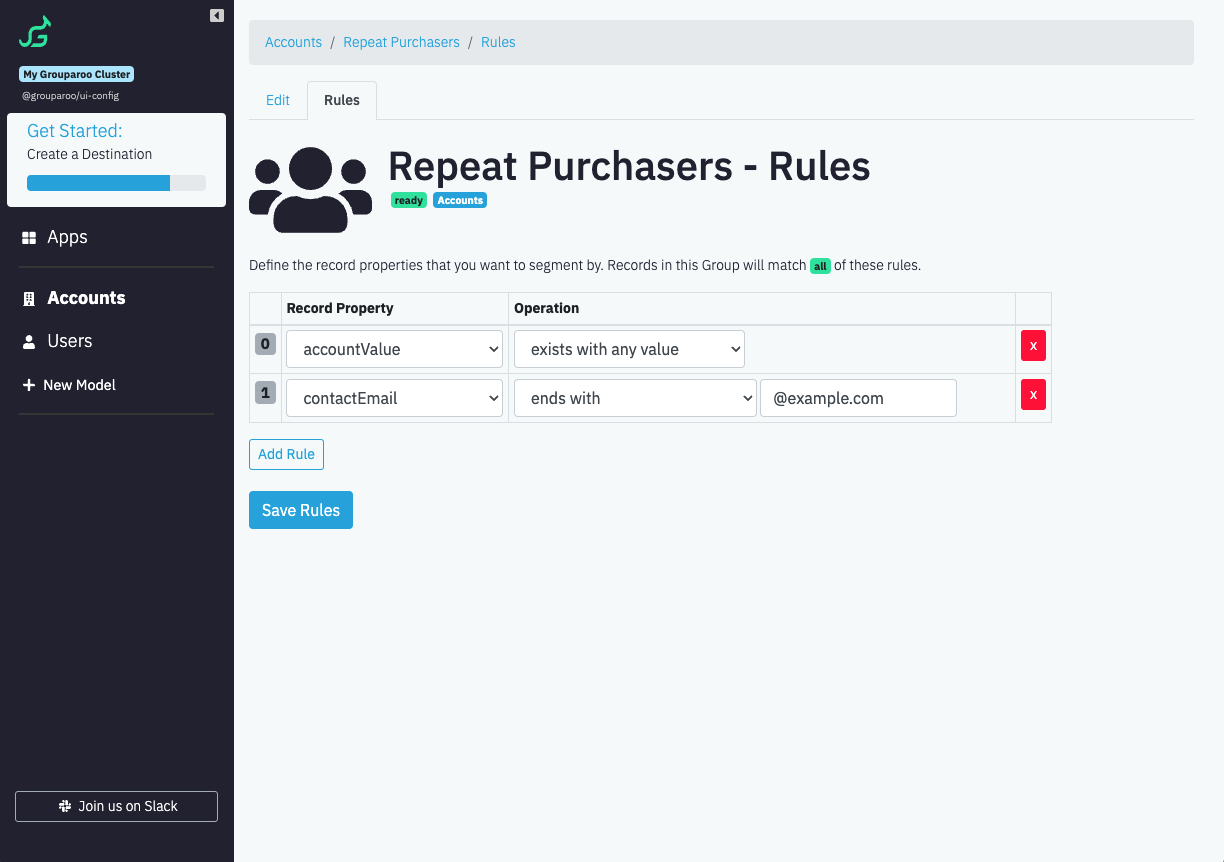 My Grouparoo Cluster
@grouparoo/ui-config
Get Started:
Create a Destination
Apps
Accounts
Users
New Model
Join us on Slack
Accounts / Repeat Purchasers / Rules
Edit Rules
Repeat Purchasers - Rules
ready Accounts
Define the record properties that you want to segment by. Records in this Group will match all of these rules.
Record Property Operation
0 accountValue exists with any value x
1 contactEmail ends with @example.com x
Add Rule
Save Rules